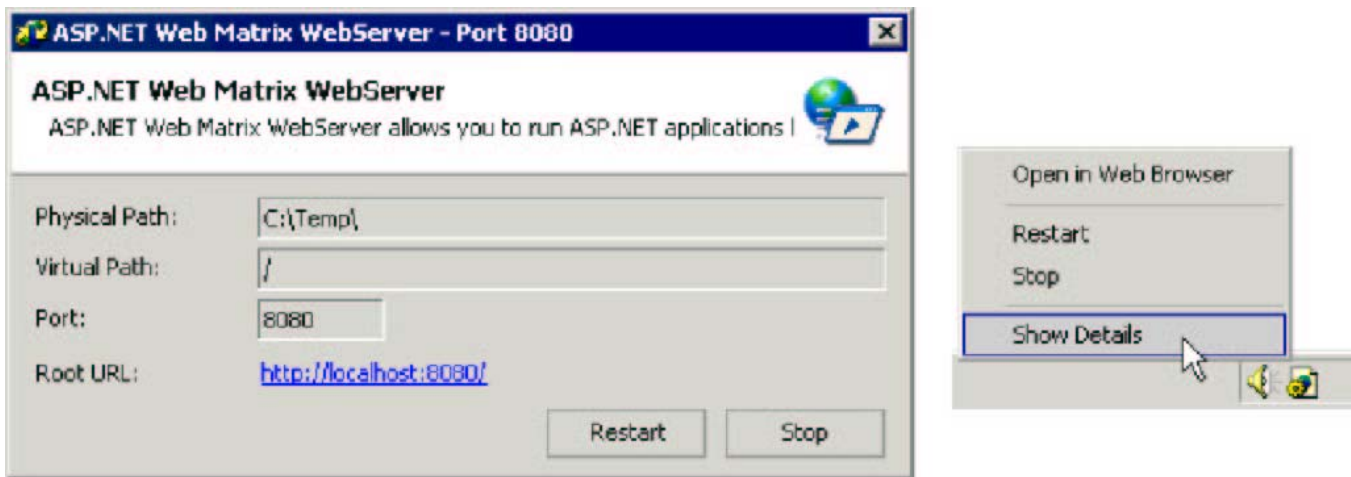 ASP.NET Web Matrix WebServer - Port 8080
ASP.NET Web Matrix WebServer
ASP.NET Web Matrix WebServer allows you to run ASP.NET applications l
Physical Path: C:\Temp\
Virtual Path: /
Port: 8080
Root URL: http://localhost:8080/
Restart Stop
Open in Web Browser
Restart
Stop
Show Details